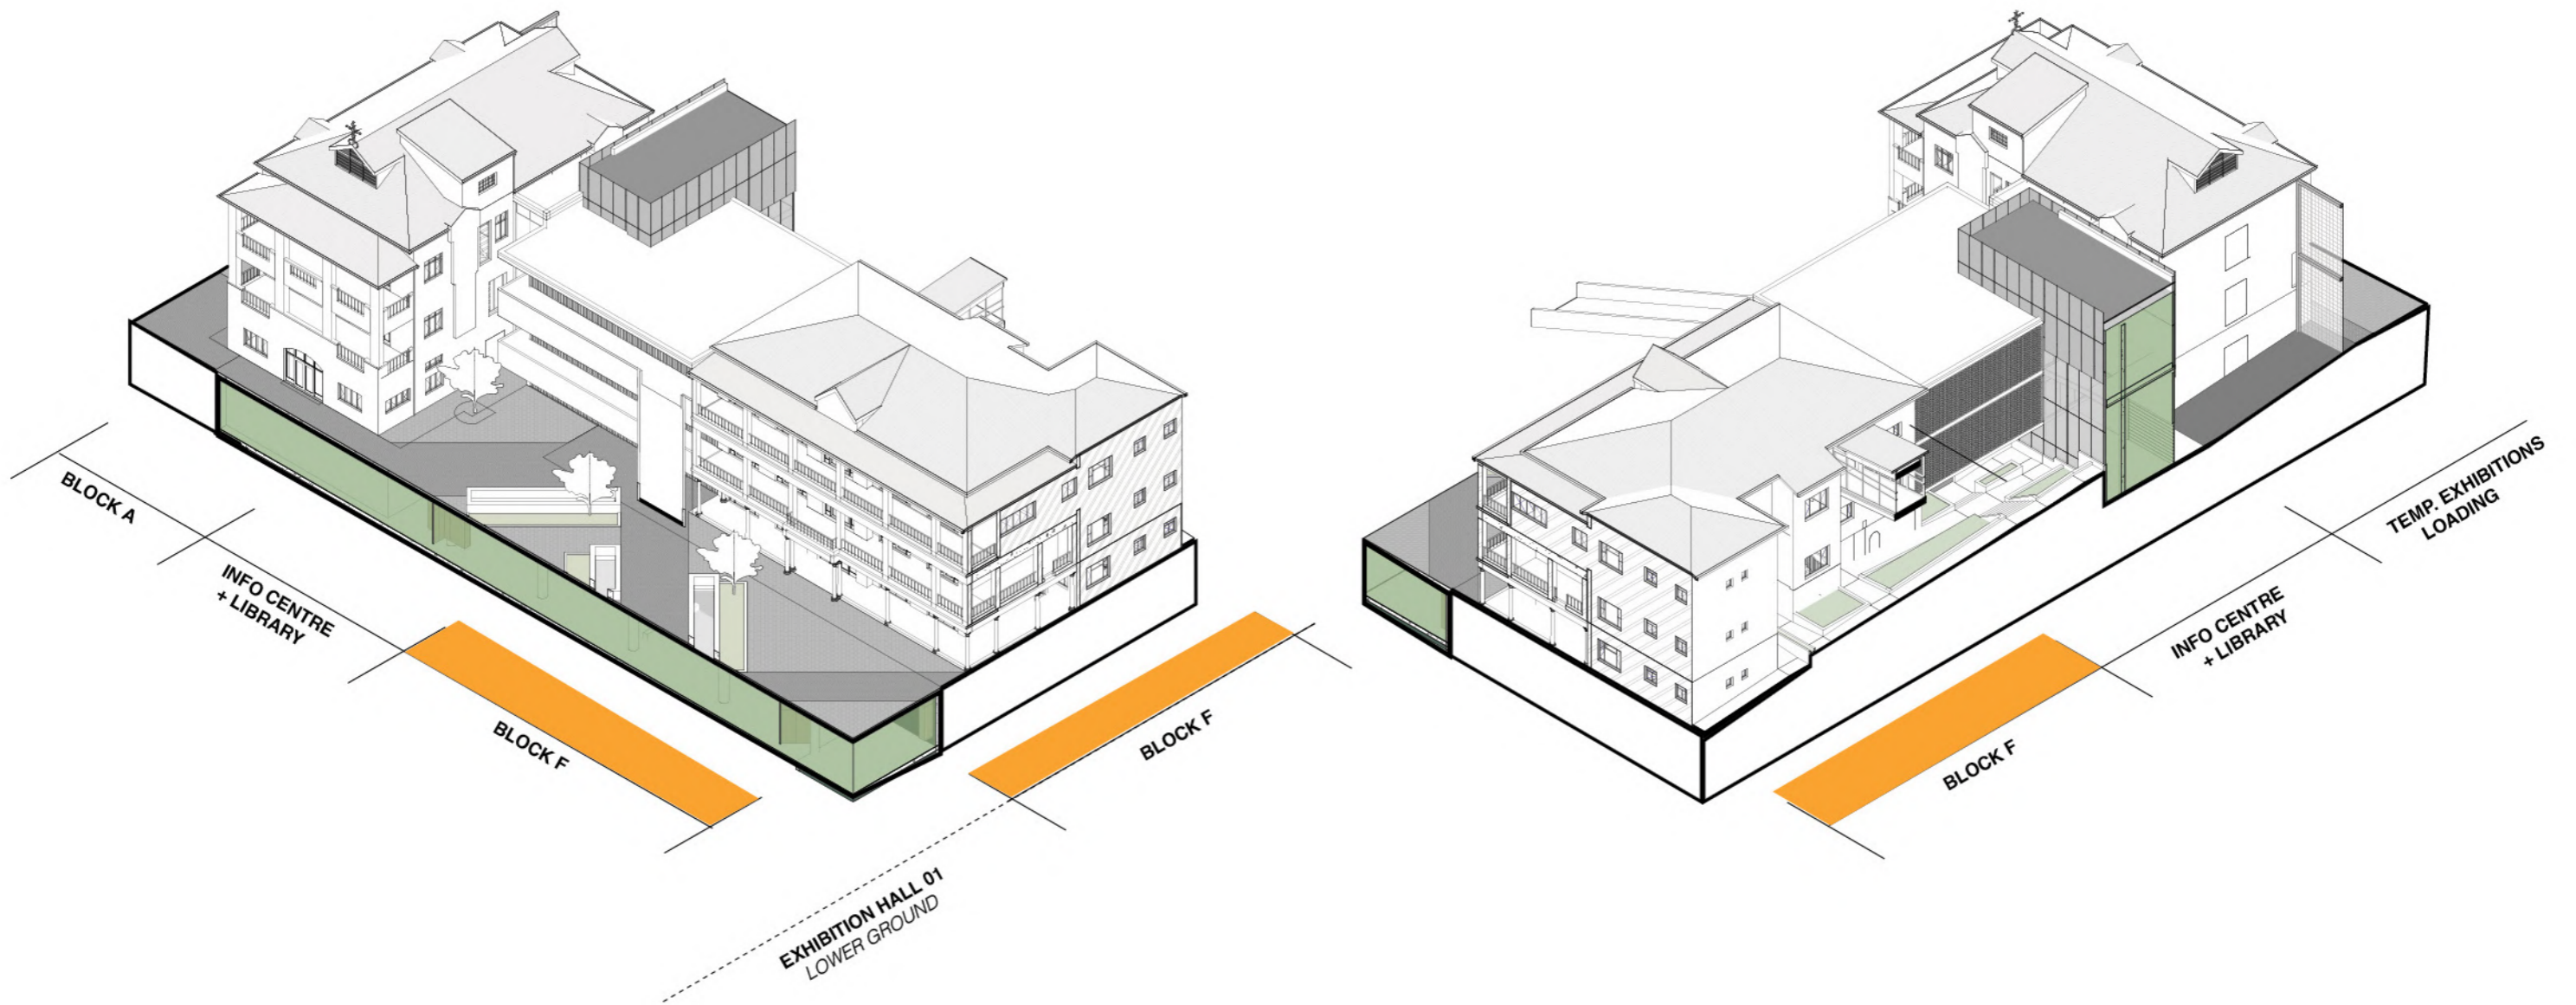 BLOCK A
INFO CENTRE
+ LIBRARY
BLOCK F
BLOCK F
EXHIBITION HALL 01
LOWER GROUND
BLOCK F
INFO CENTRE
+ LIBRARY
TEMP. EXHIBITIONS
LOADING